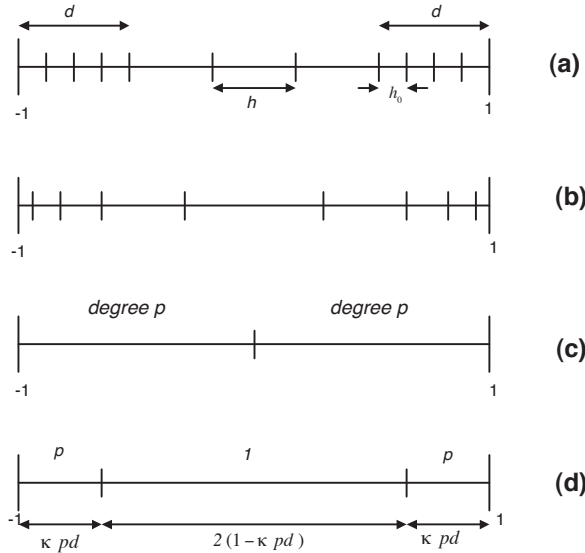 d d
(a)
h h₀
-1 1
(b)
-1 1
degree p degree p
(c)
-1 1
p 1 p
(d)
-1 1
κ pd 2 (1 − κ pd ) κ pd